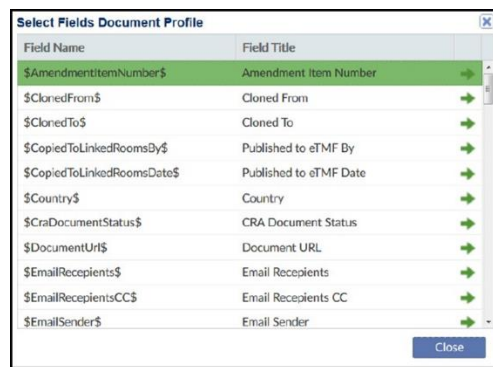 Select Fields Document Profile
Field Name Field Title
$AmendmentItemNumber$ Amendment Item Number
$ClonedFrom$ Cloned From
$ClonedTo$ Cloned To
$CopiedToLinkedRoomsBy$ Published to eTMF By
$CopiedToLinkedRoomsDate$ Published to eTMF Date
$Country$ Country
$CraDocumentStatus$ CRA Document Status
$DocumentUrl$ Document URL
$EmailRecepients$ Email Recepients
$EmailRecepientsCC$ Email Recepients CC
$EmailSender$ Email Sender
Close